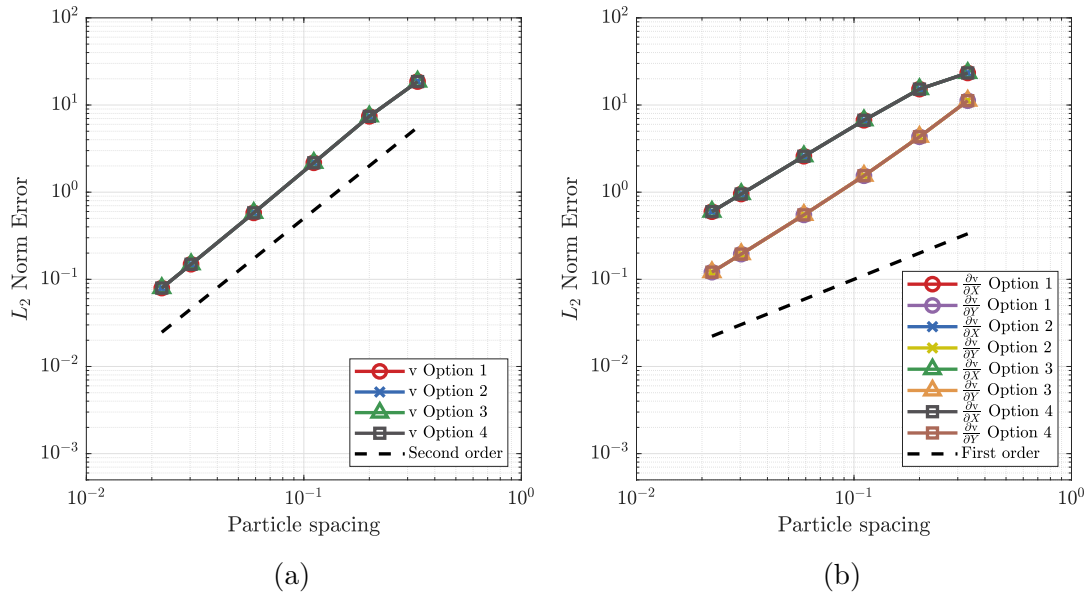 10^2
10^1
10^0
10^{-1}
10^{-2}
10^{-3}
L_2 Norm Error
10^{-2}
10^{-1}
10^0
Particle spacing
v Option 1
v Option 2
v Option 3
v Option 4
Second order
(a)
10^2
10^1
10^0
10^{-1}
10^{-2}
10^{-3}
L_2 Norm Error
10^{-2}
10^{-1}
10^0
Particle spacing
∂v/∂X Option 1
∂v/∂Y Option 1
∂v/∂X Option 2
∂v/∂Y Option 2
∂v/∂X Option 3
∂v/∂Y Option 3
∂v/∂X Option 4
∂v/∂Y Option 4
First order
(b)